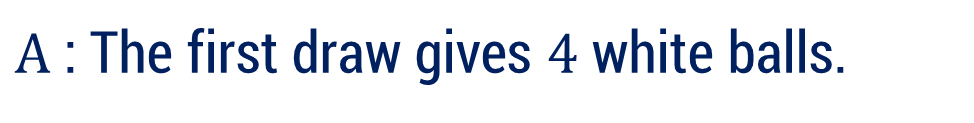 A : The first draw gives 4 white balls.